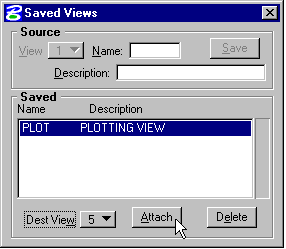 Saved Views
Source
View 1 Name: Save
Description:
Saved
Name Description
PLOT PLOTTING VIEW
Dest View 5 Attach Delete